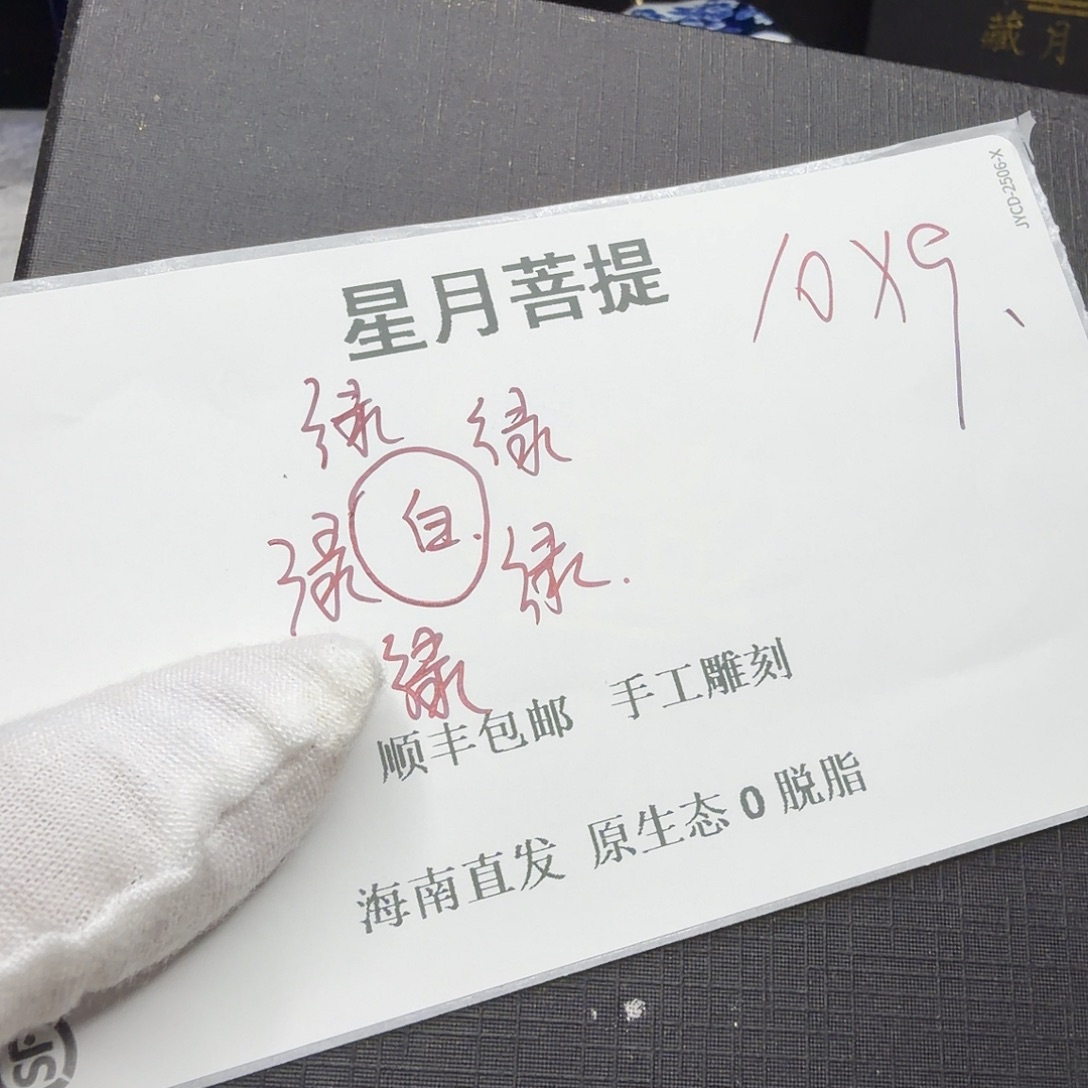 藏月
JYCD-2506-X
星月菩提
10X9、
绿 绿
绿 白. 绿.
绿
顺丰包邮 手工雕刻
海南直发 原生态0脱脂
SF